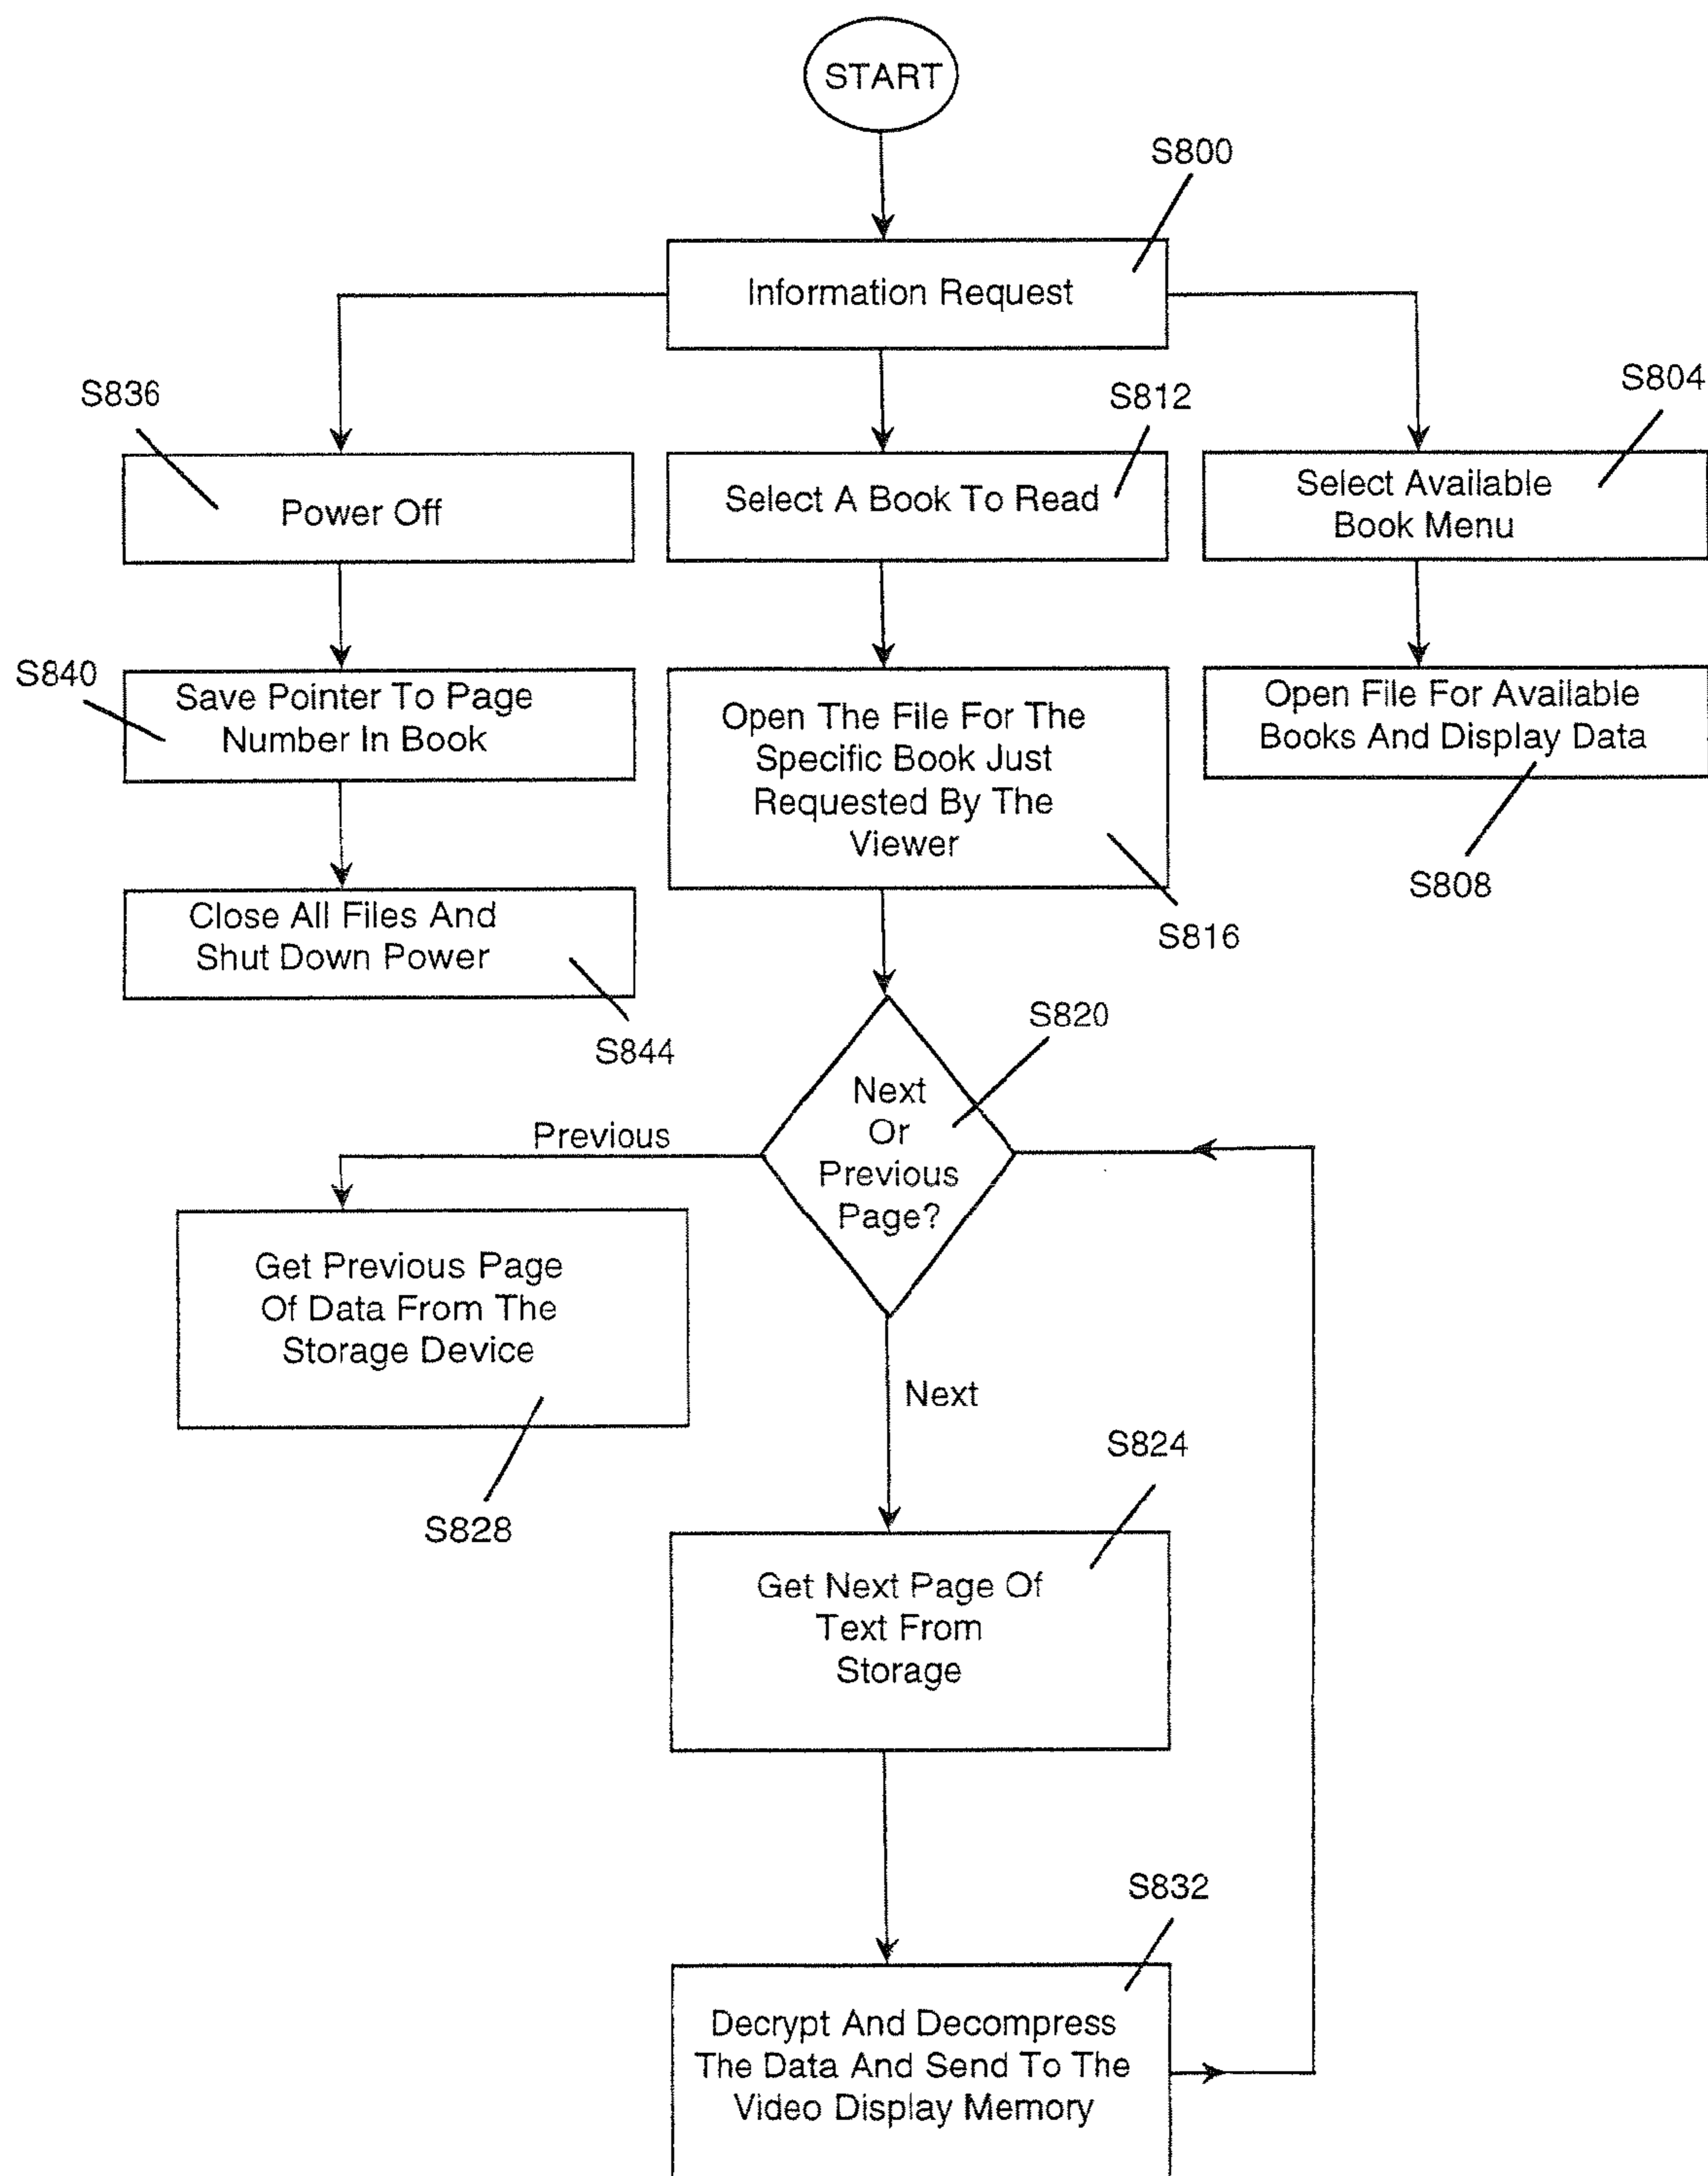 START
S800
Information Request
S836
S812
S804
Power Off
Select A Book To Read
Select Available
Book Menu
S840
Save Pointer To Page
Number In Book
Open The File For The
Specific Book Just
Requested By The
Viewer
Open File For Available
Books And Display Data
S808
S816
Close All Files And
Shut Down Power
S844
S820
Next
Or
Previous
Page?
Previous
Get Previous Page
Of Data From The
Storage Device
S828
Next
S824
Get Next Page Of
Text From
Storage
S832
Decrypt And Decompress
The Data And Send To The
Video Display Memory